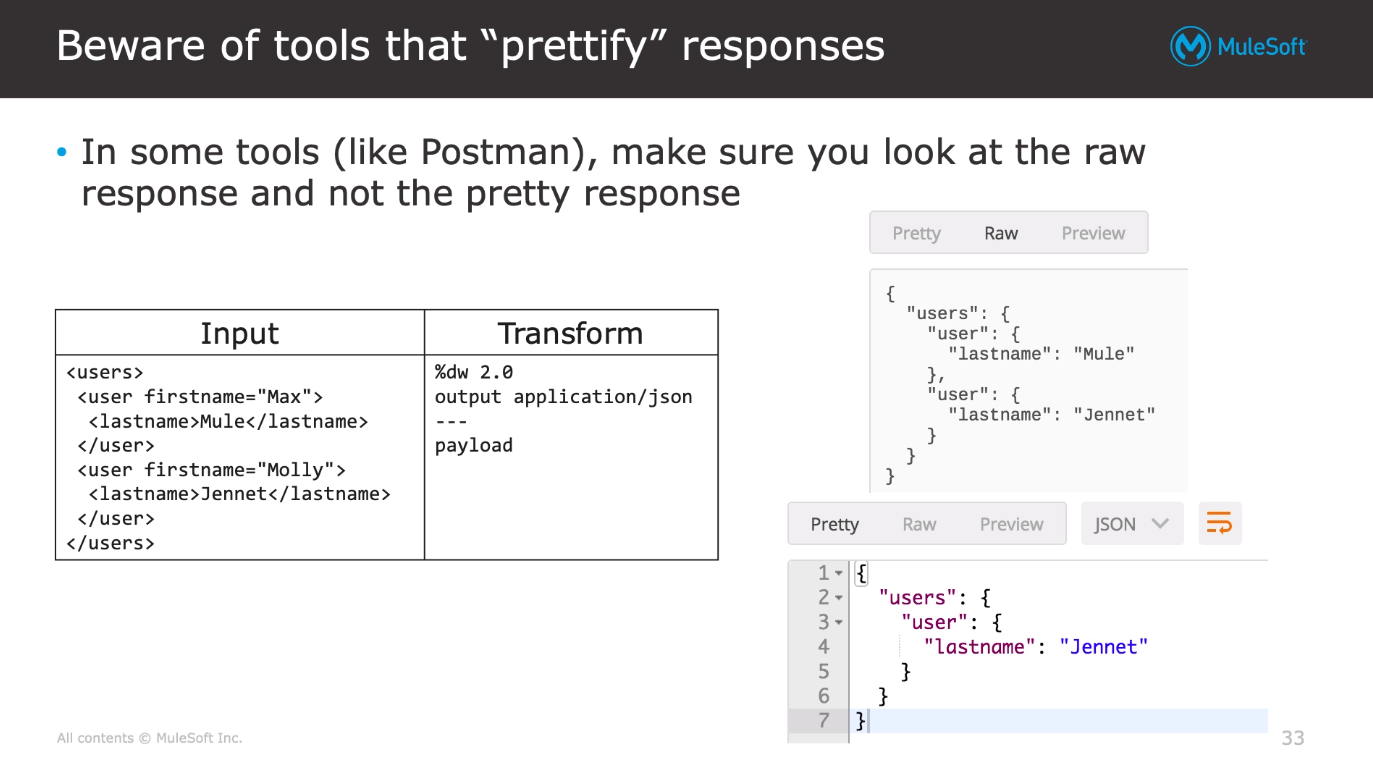 Beware of tools that “prettify” responses
MuleSoft
• In some tools (like Postman), make sure you look at the raw
response and not the pretty response
Input
<users>
 <user firstname="Max">
  <lastname>Mule</lastname>
 </user>
 <user firstname="Molly">
  <lastname>Jennet</lastname>
 </user>
</users>
Transform
%dw 2.0
output application/json
---
payload
Pretty Raw Preview
{
  "users": {
    "user": {
      "lastname": "Mule"
    },
    "user": {
      "lastname": "Jennet"
    }
  }
}
Pretty Raw Preview JSON
1 {
2   "users": {
3     "user": {
4       "lastname": "Jennet"
5     }
6   }
7 }
All contents © MuleSoft Inc.
33